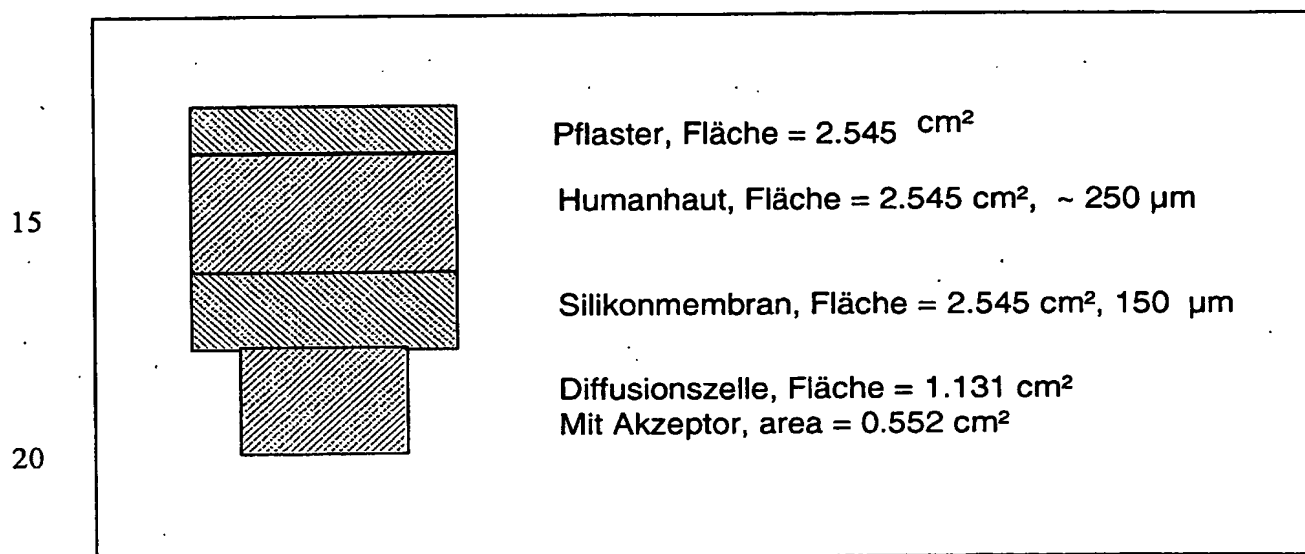 Pflaster, Fläche = 2.545 cm²
15
Humanhaut, Fläche = 2.545 cm², ~ 250 µm
Silikonmembran, Fläche = 2.545 cm², 150 µm
Diffusionszelle, Fläche = 1.131 cm²
Mit Akzeptor, area = 0.552 cm²
20